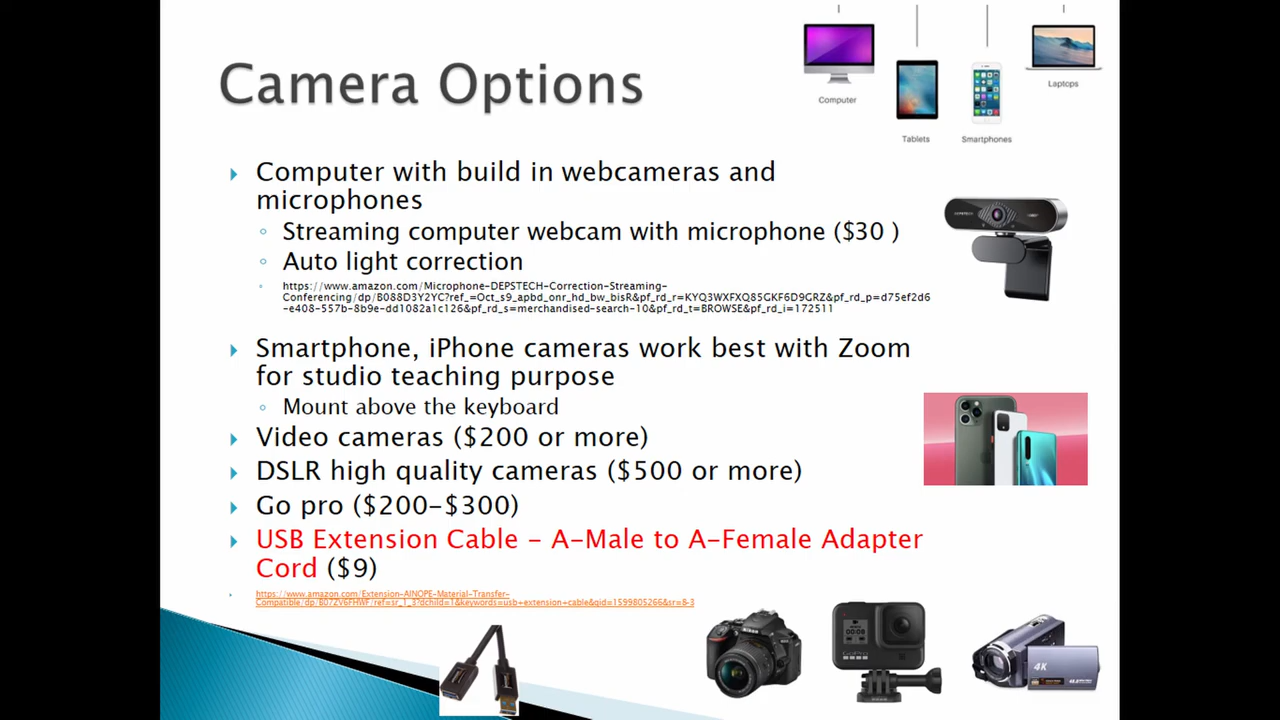 Camera Options
Computer
Tablets
Smartphones
Laptops
Computer with build in webcameras and
microphones
Streaming computer webcam with microphone ($30 )
Auto light correction
https://www.amazon.com/Microphone-DEPSTECH-Correction-Streaming-
Conferencing/dp/B088D3Y2YC?ref_=Oct_s9_apbd_onr_hd_bw_bisR&pf_rd_r=KYQ3WXFXQ85GKF6D9GRZ&pf_rd_p=d75ef2d6
-e408-557b-8b9e-dd1082a1c126&pf_rd_s=merchandised-search-10&pf_rd_t=BROWSE&pf_rd_i=172511
Smartphone, iPhone cameras work best with Zoom
for studio teaching purpose
Mount above the keyboard
Video cameras ($200 or more)
DSLR high quality cameras ($500 or more)
Go pro ($200-$300)
USB Extension Cable - A-Male to A-Female Adapter
Cord ($9)
https://www.amazon.com/Extension-AINOPE-Material-Transfer-
Compatible/dp/B07ZV6FHWF/ref=sr_1_3?dchild=1&keywords=usb+extension+cable&qid=1599805266&sr=8-3
Nikon
GoPro
4K